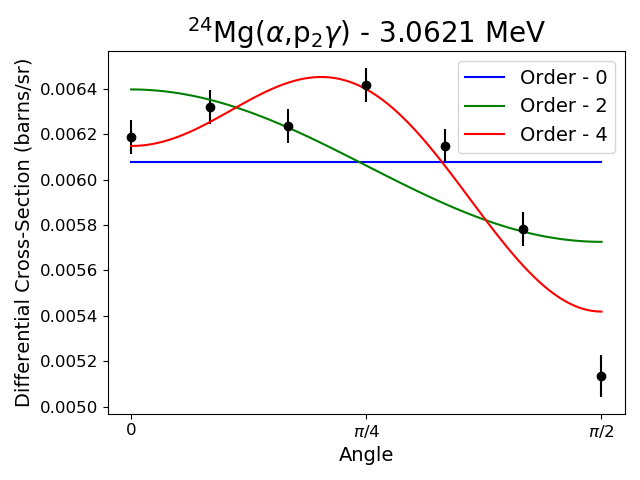 ²⁴Mg(α,p₂γ) - 3.0621 MeV
Order - 0
Order - 2
Order - 4
Differential Cross-Section (barns/sr)
0.0064
0.0062
0.0060
0.0058
0.0056
0.0054
0.0052
0.0050
0 π/4 π/2
Angle